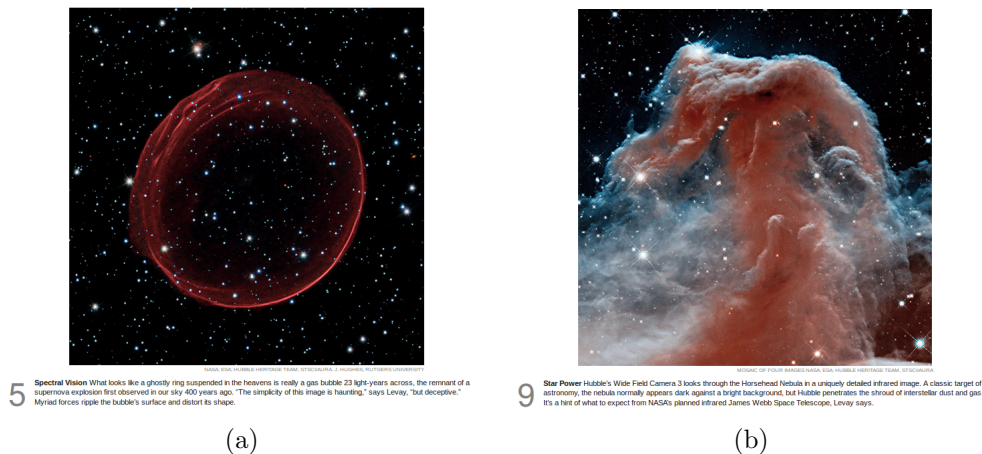 NASA, ESA, HUBBLE HERITAGE TEAM, STSCI/AURA. J. HUGHES, RUTGERS UNIVERSITY
5 Spectral Vision What looks like a ghostly ring suspended in the heavens is really a gas bubble 23 light-years across, the remnant of a
supernova explosion first observed in our sky 400 years ago. "The simplicity of this image is haunting," says Levay, "but deceptive."
Myriad forces ripple the bubble's surface and distort its shape.
(a)
MOSAIC OF FOUR IMAGES NASA, ESA, HUBBLE HERITAGE TEAM, STSCI/AURA
9 Star Power Hubble's Wide Field Camera 3 looks through the Horsehead Nebula in a uniquely detailed infrared image. A classic target of
astronomy, the nebula normally appears dark against a bright background, but Hubble penetrates the shroud of interstellar dust and gas
It's a hint of what to expect from NASA's planned infrared James Webb Space Telescope, Levay says.
(b)